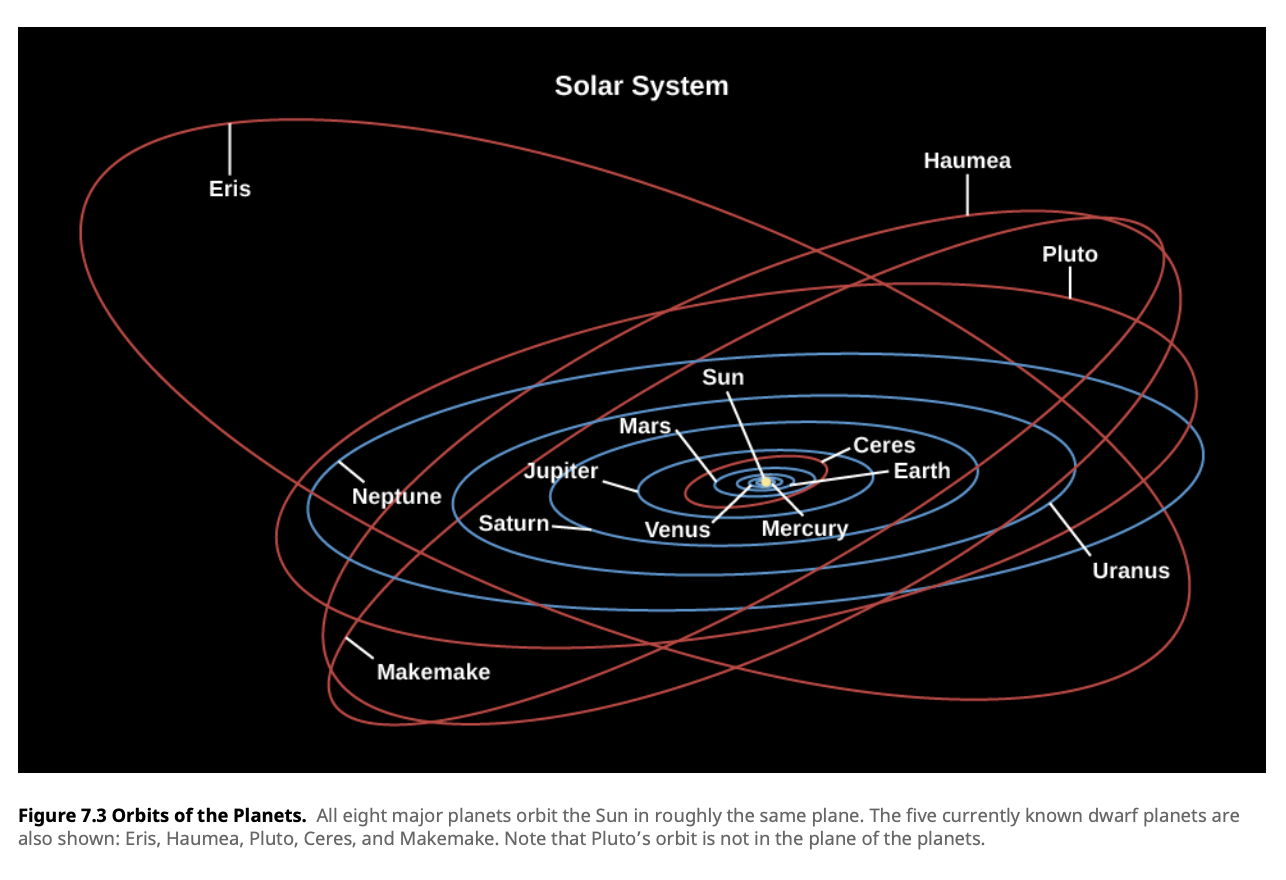 Solar System
Haumea
Eris
Pluto
Sun
Mars
Ceres
Jupiter
Earth
Neptune
Saturn
Venus
Mercury
Uranus
Makemake
Figure 7.3 Orbits of the Planets. All eight major planets orbit the Sun in roughly the same plane. The five currently known dwarf planets are
also shown: Eris, Haumea, Pluto, Ceres, and Makemake. Note that Pluto’s orbit is not in the plane of the planets.